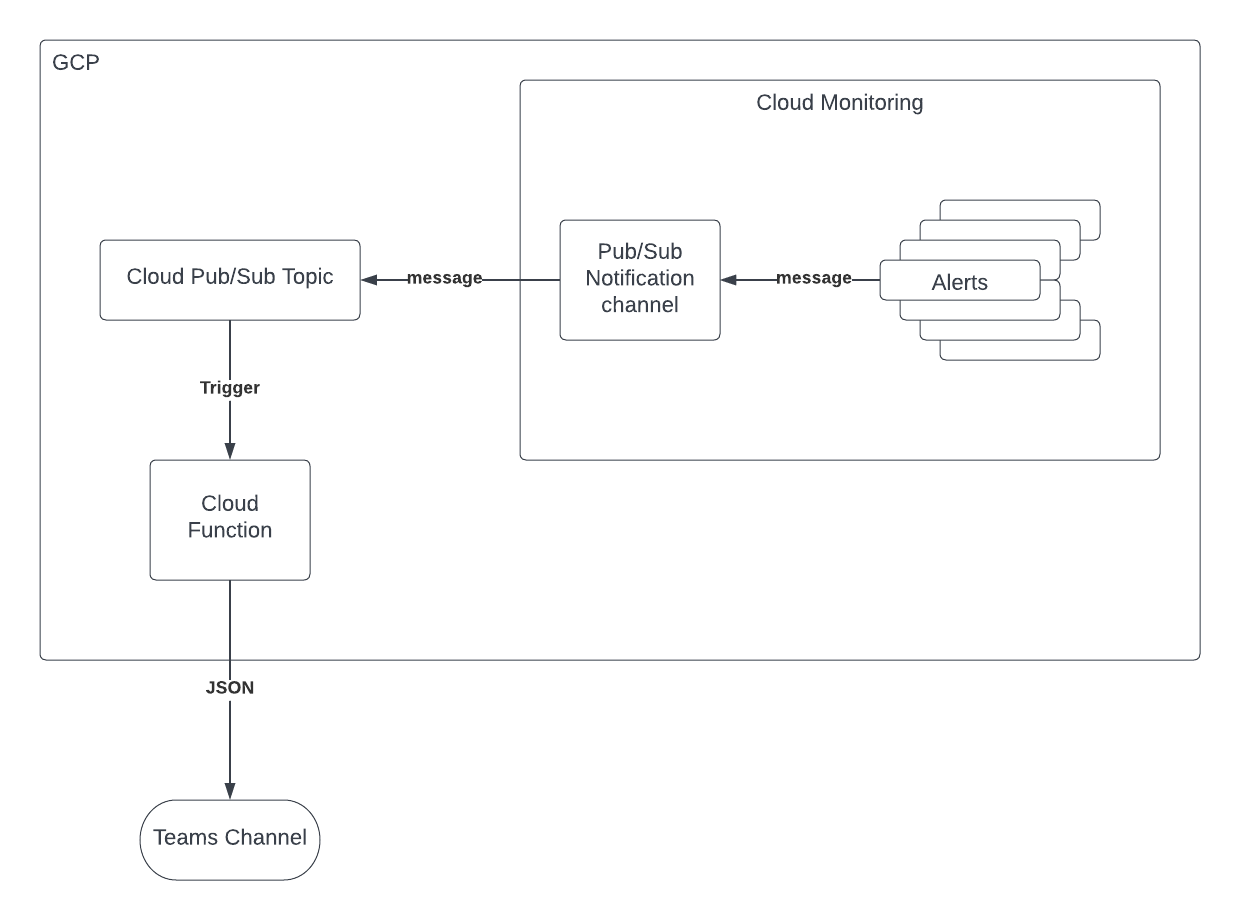 GCP
Cloud Monitoring
Cloud Pub/Sub Topic
message
Pub/Sub
Notification
channel
message
Alerts
Trigger
Cloud
Function
JSON
Teams Channel